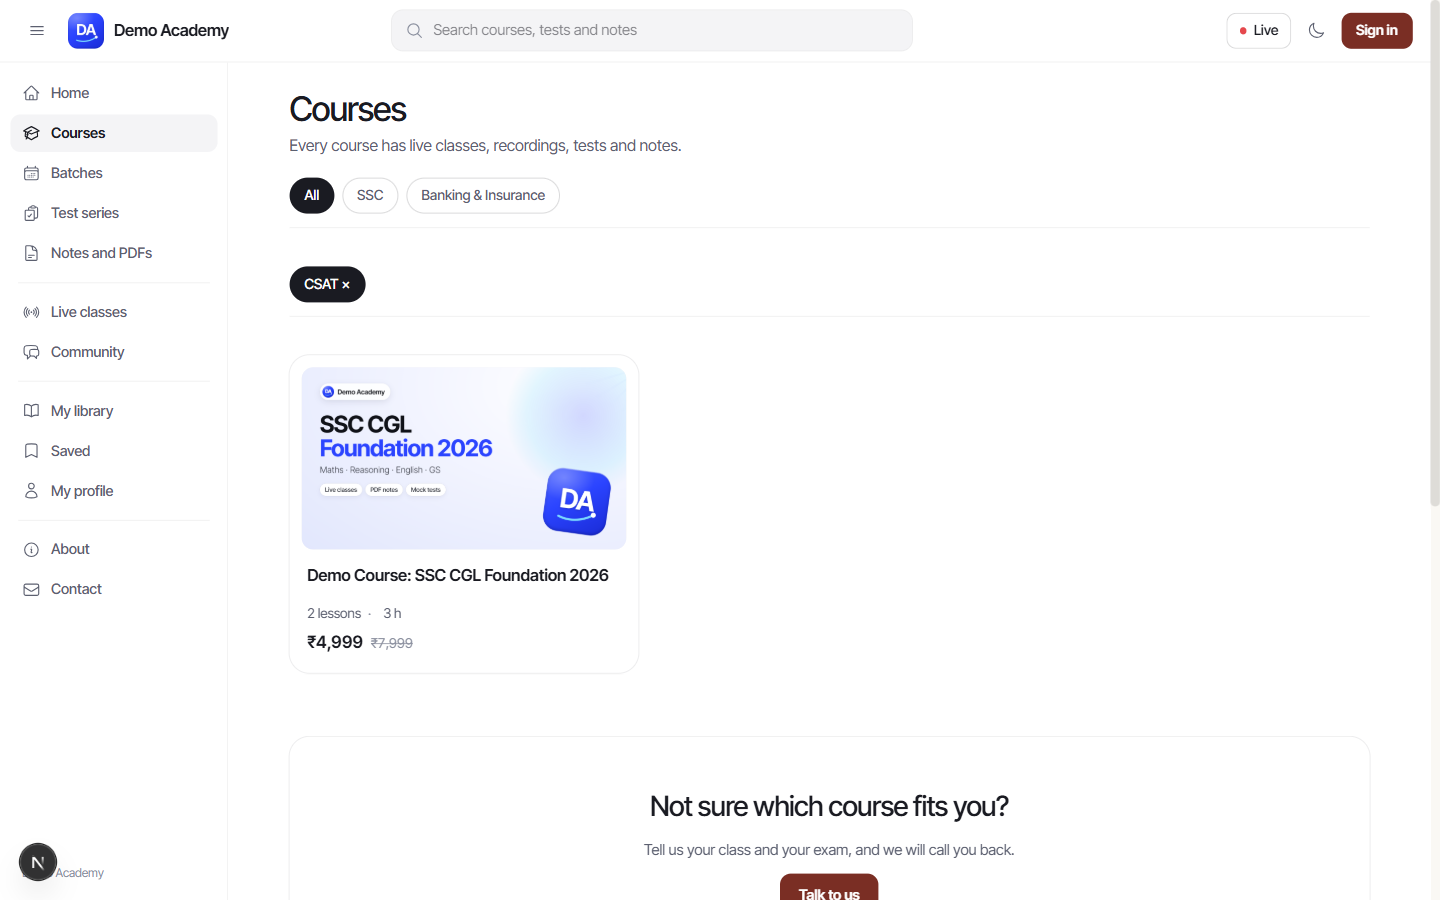 DA
Demo Academy
Search courses, tests and notes
Live
Sign in
Home
Courses
Batches
Test series
Notes and PDFs
Live classes
Community
My library
Saved
My profile
About
Contact
N
Academy
Courses
Every course has live classes, recordings, tests and notes.
All
SSC
Banking & Insurance
CSAT ×
DA
Demo Academy
SSC CGL
Foundation 2026
Maths · Reasoning · English · GS
Live classes
PDF notes
Mock tests
DA
Demo Course: SSC CGL Foundation 2026
2 lessons · 3 h
₹4,999 ₹7,999
Not sure which course fits you?
Tell us your class and your exam, and we will call you back.
Talk to us